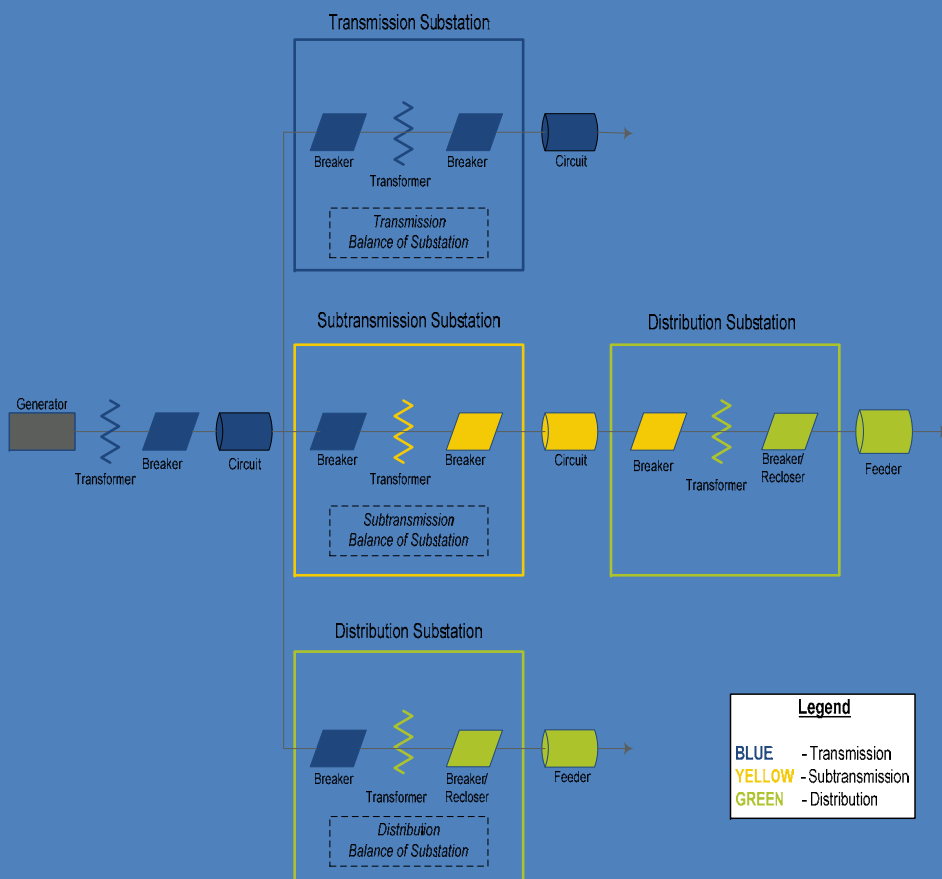 Transmission Substation
Breaker
Transformer
Breaker
Circuit
Transmission
Balance of Substation
Subtransmission Substation
Distribution Substation
Generator
Transformer
Breaker
Circuit
Breaker
Transformer
Breaker
Circuit
Breaker
Transformer
Breaker/
Recloser
Feeder
Subtransmission
Balance of Substation
Distribution Substation
Breaker
Transformer
Breaker/
Recloser
Feeder
Distribution
Balance of Substation
Legend
BLUE - Transmission
YELLOW - Subtransmission
GREEN - Distribution